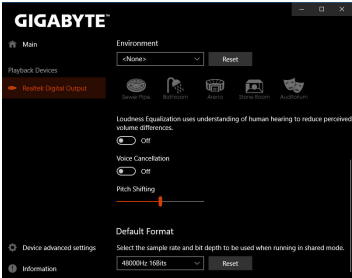 GIGABYTE™
Main
Playback Devices
Realtek Digital Output
Device advanced settings
Information
Environment
<None>
Reset
Sewer Pipe
Bathroom
Arena
Stone Room
Auditorium
Loudness Equalization uses understanding of human hearing to reduce perceived
volume differences.
Off
Voice Cancellation
Off
Pitch Shifting
Default Format
Select the sample rate and bit depth to be used when running in shared mode.
48000Hz 16Bits
Reset